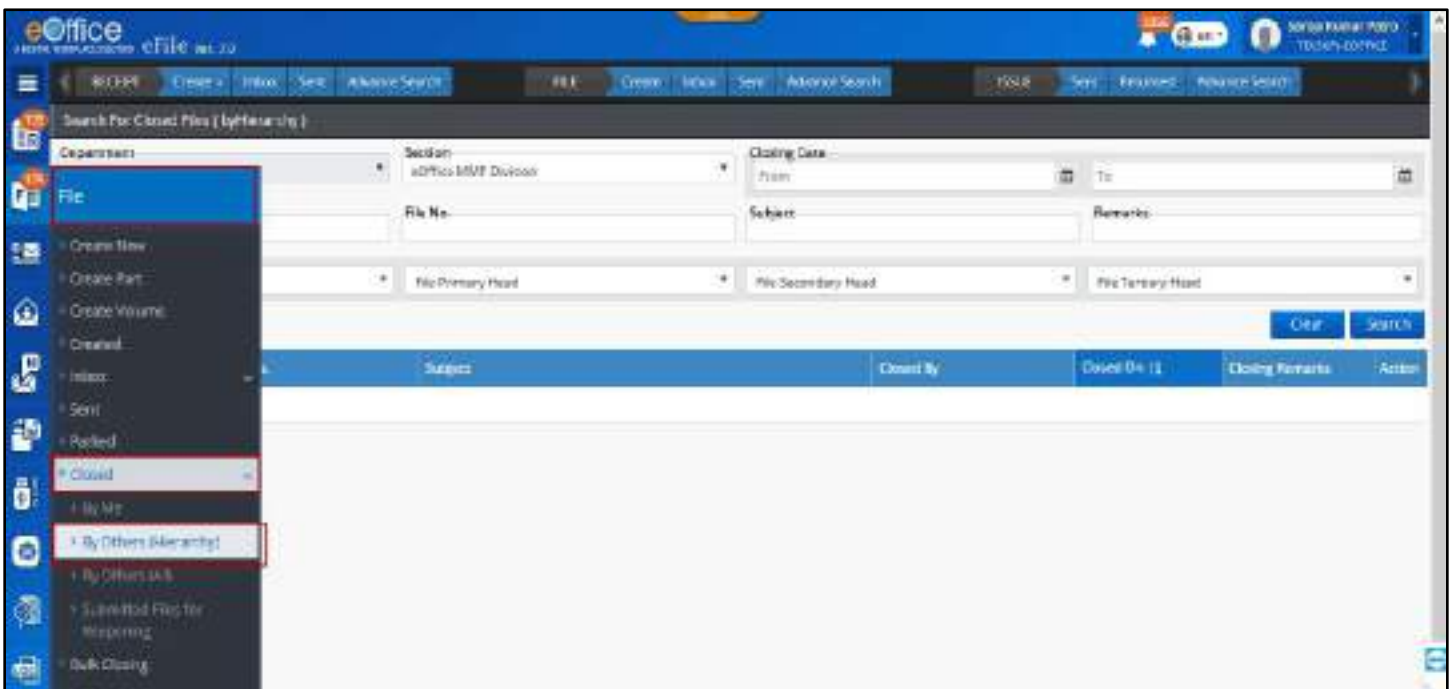 eOffice
eFile
RECEIPT Create Inbox Sent Advance Search FILE Create Inbox Sent Advance Search ISSUE Sent Returned Advance Search
Search For Closed Files ( byHierarchy )
Department Section Closing Date
eOffice MMP Division From To
File
File No. Subject Remarks
Create New
Create Part
File Primary Head File Secondary Head File Tertiary Head
Create Volume
Clear Search
Created
Subject Closed By Closed On Closing Remarks Action
Inbox
Sent
Parked
Closed
By Me
By Others (Hierarchy)
By Others
Submitted Files for
Reopening
Bulk Closing